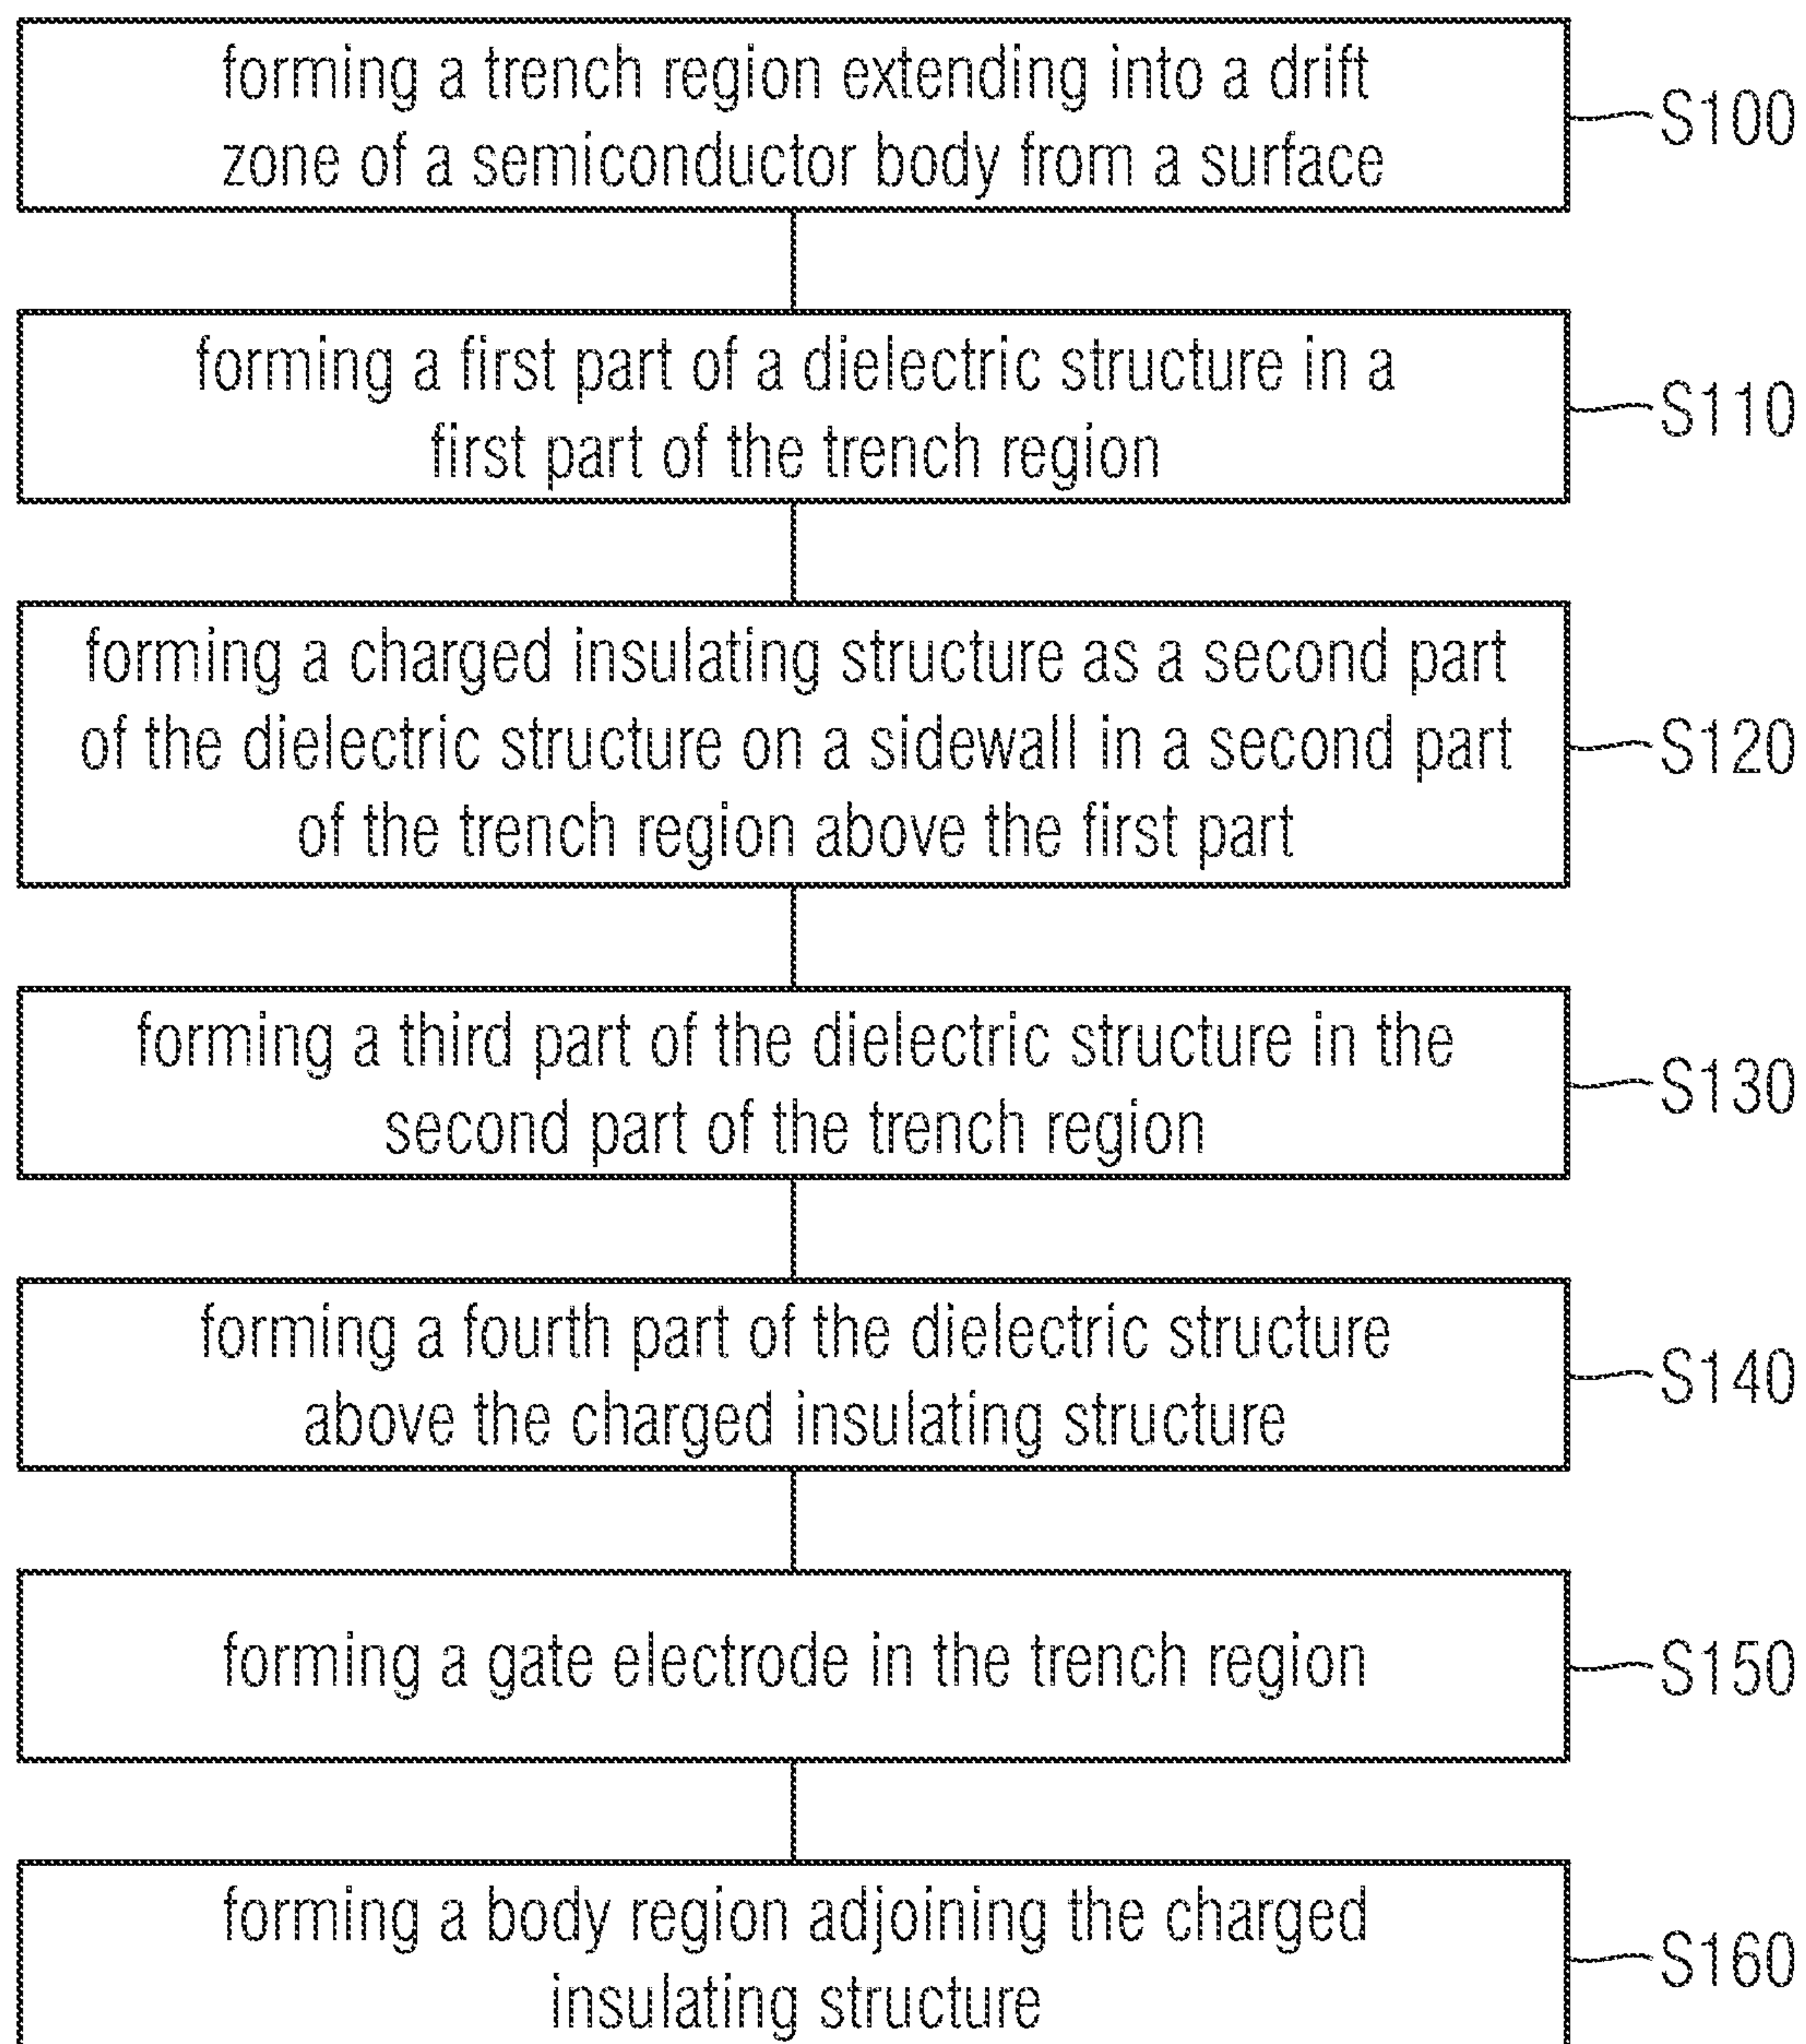 forming a trench region extending into a drift
zone of a semiconductor body from a surface
S100
forming a first part of a dielectric structure in a
first part of the trench region
S110
forming a charged insulating structure as a second part
of the dielectric structure on a sidewall in a second part
of the trench region above the first part
S120
forming a third part of the dielectric structure in the
second part of the trench region
S130
forming a fourth part of the dielectric structure
above the charged insulating structure
S140
forming a gate electrode in the trench region
S150
forming a body region adjoining the charged
insulating structure
S160